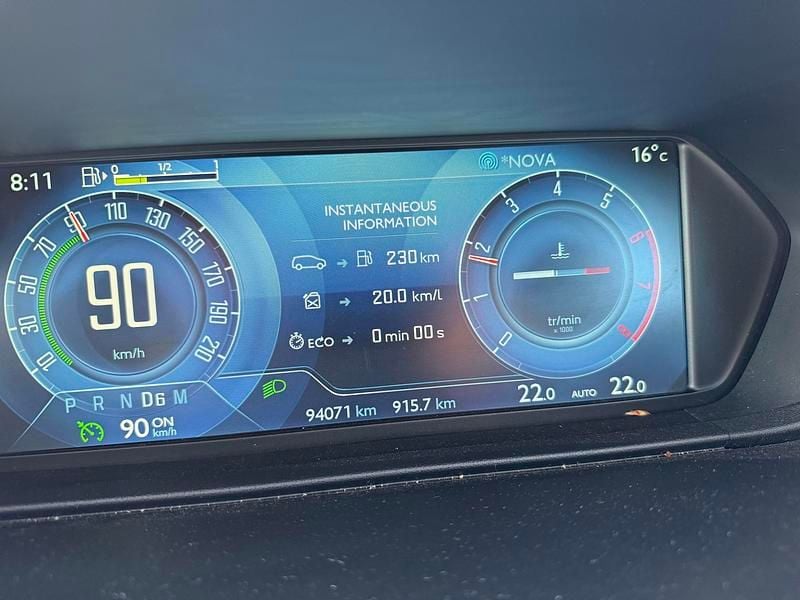 8:11
0 1/2 1
*NOVA
16°C
10 30 50 70 90 110 130 150 170 190 210
90
km/h
INSTANTANEOUS
INFORMATION
230 km
20.0 km/l
ECO 0 min 00 s
0 1 2 3 4 5 6 7 8
tr/min
x 1000
P R N D6 M
90 ON
km/h
94071 km 915.7 km
22.0 AUTO 22.0